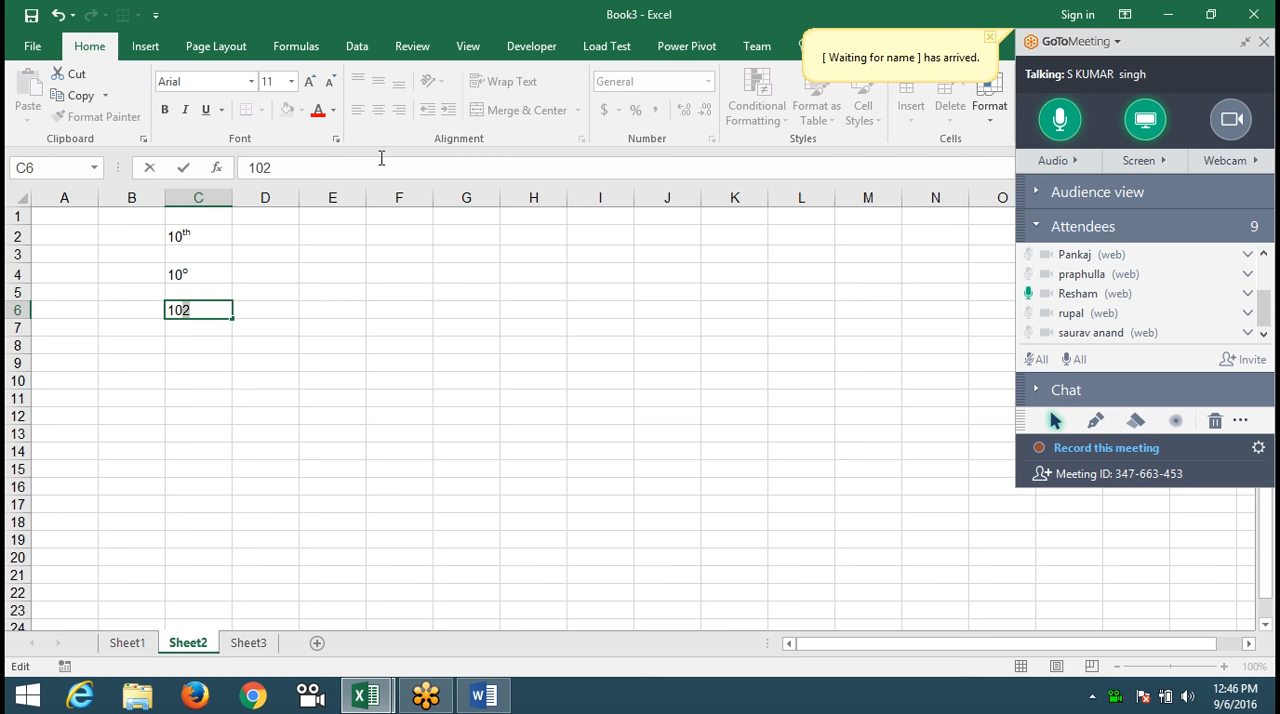 Book3 - Excel
Sign in
File Home Insert Page Layout Formulas Data Review View Developer Load Test Power Pivot Team
[ Waiting for name ] has arrived.
GoToMeeting
Talking: S KUMAR singh
Paste
Cut
Copy
Format Painter
Clipboard
Arial 11
B I U A
Font
Wrap Text
Merge & Center
Alignment
General
$ % ,
Number
Conditional Formatting
Format as Table
Cell Styles
Styles
Insert Delete Format
Cells
Audio Screen Webcam
C6 fx 102
Audience view
Attendees 9
Pankaj (web)
praphulla (web)
Resham (web)
rupal (web)
saurav anand (web)
All All Invite
Chat
Record this meeting
Meeting ID: 347-663-453
A B C D E F G H I J K L M N O
1
2 10th
3
4 10º
5
6 102
7
8
9
10
11
12
13
14
15
16
17
18
19
20
21
22
23
24
Sheet1 Sheet2 Sheet3
Edit
100%
12:46 PM
9/6/2016